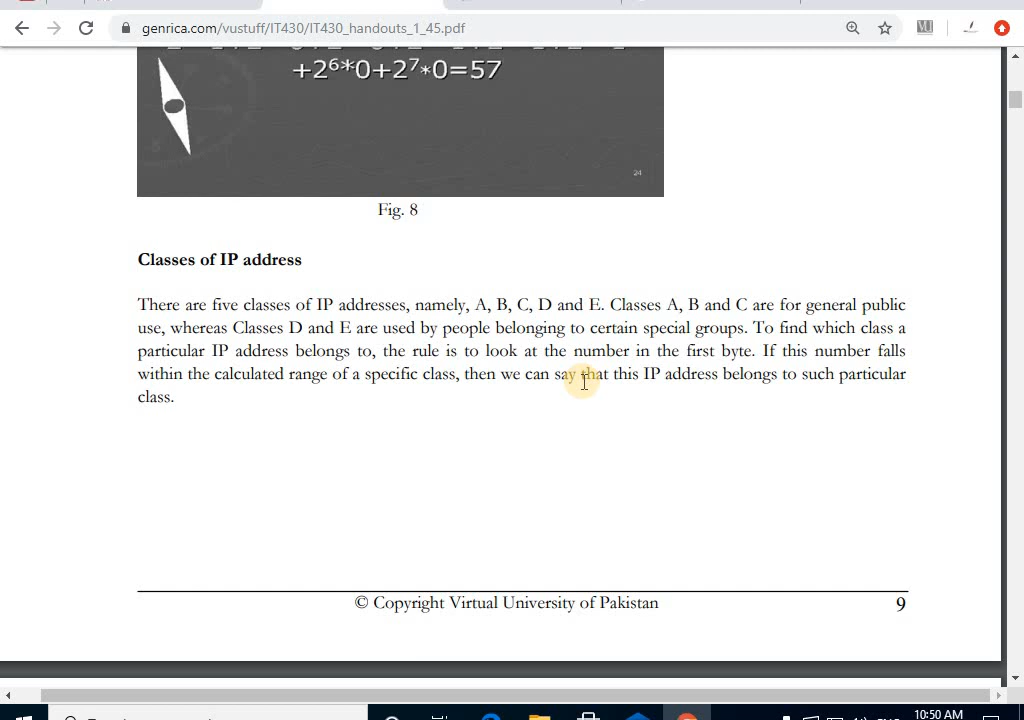 genrica.com/vustuff/IT430/IT430_handouts_1_45.pdf
+2⁶*0+2⁷*0=57
24
Fig. 8
Classes of IP address
There are five classes of IP addresses, namely, A, B, C, D and E. Classes A, B and C are for general public
use, whereas Classes D and E are used by people belonging to certain special groups. To find which class a
particular IP address belongs to, the rule is to look at the number in the first byte. If this number falls
within the calculated range of a specific class, then we can say that this IP address belongs to such particular
class.
© Copyright Virtual University of Pakistan 9
10:50 AM